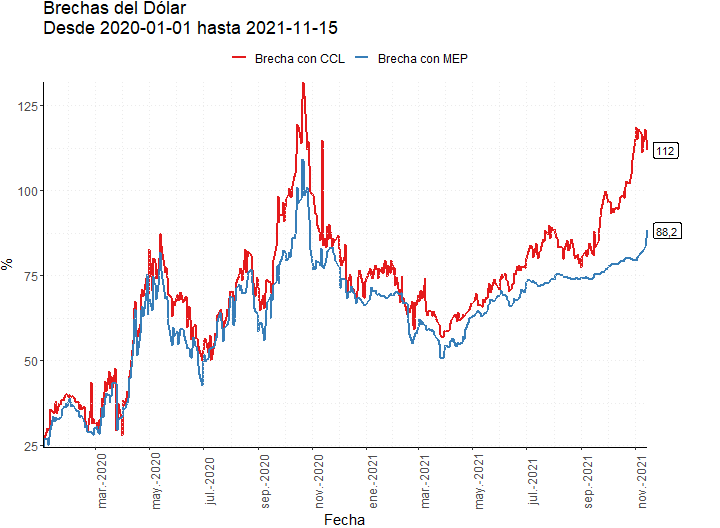 Brechas del Dólar
Desde 2020-01-01 hasta 2021-11-15
Brecha con CCL
Brecha con MEP
125
100
75
50
25
%
112
88,2
mar.-2020
may.-2020
jul.-2020
sep.-2020
nov.-2020
ene.-2021
mar.-2021
may.-2021
jul.-2021
sep.-2021
nov.-2021
Fecha